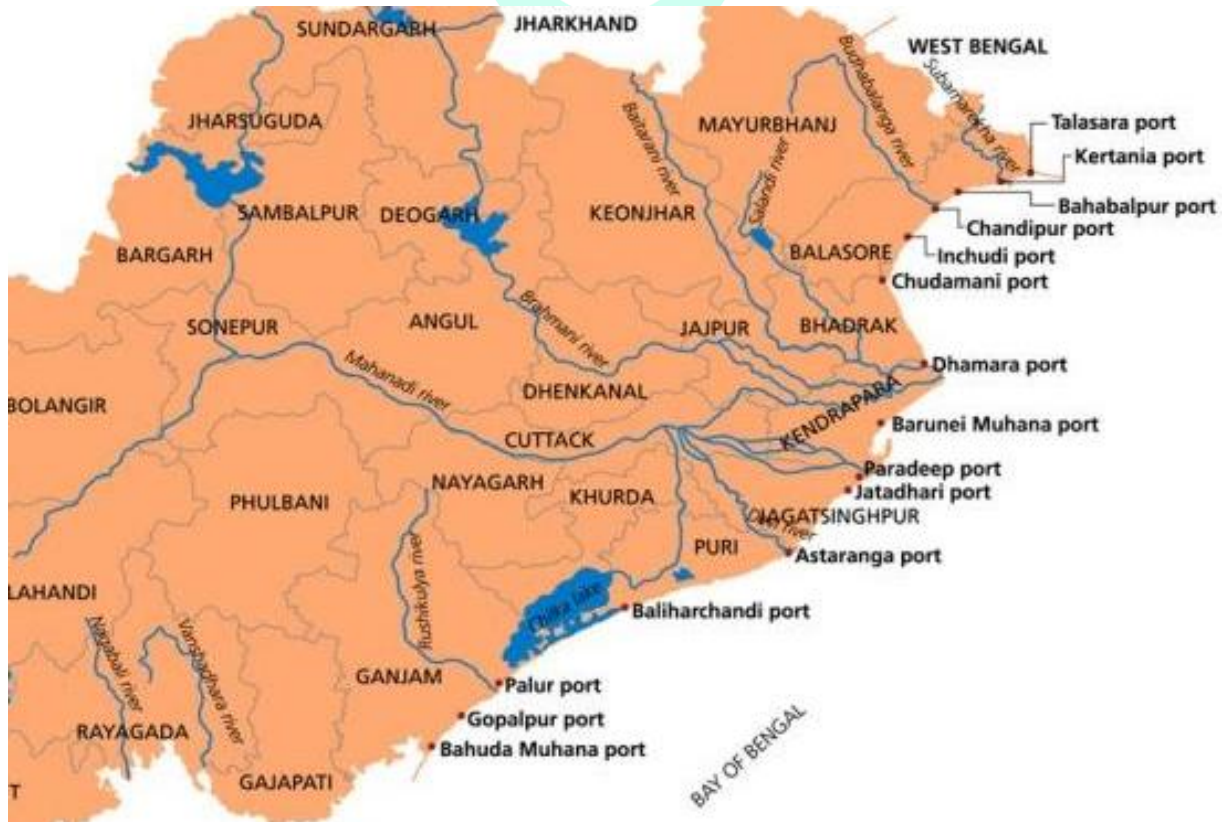 SUNDARGARH
JHARKHAND
WEST BENGAL
Budhabalanga river
Subarnarekha river
JHARSUGUDA
MAYURBHANJ
Baitarani river
Salandi river
Talasara port
Kertania port
Bahabalpur port
Chandipur port
Inchudi port
Chudamani port
SAMBALPUR
DEOGARH
KEONJHAR
BARGARH
BALASORE
SONEPUR
ANGUL
Brahmani river
JAJPUR
BHADRAK
Mahanadi river
DHENKANAL
Dhamara port
BOLANGIR
CUTTACK
KENDRAPARA
Barunei Muhana port
PHULBANI
NAYAGARH
KHURDA
Paradeep port
Jatadhari port
JAGATSINGHPUR
river
PURI
Astaranga port
LAHANDI
Rushikulya river
Chilka lake
Baliharchandi port
Nagabali river
Vanshadhara river
GANJAM
Palur port
Gopalpur port
RAYAGADA
Bahuda Muhana port
GAJAPATI
BAY OF BENGAL
T